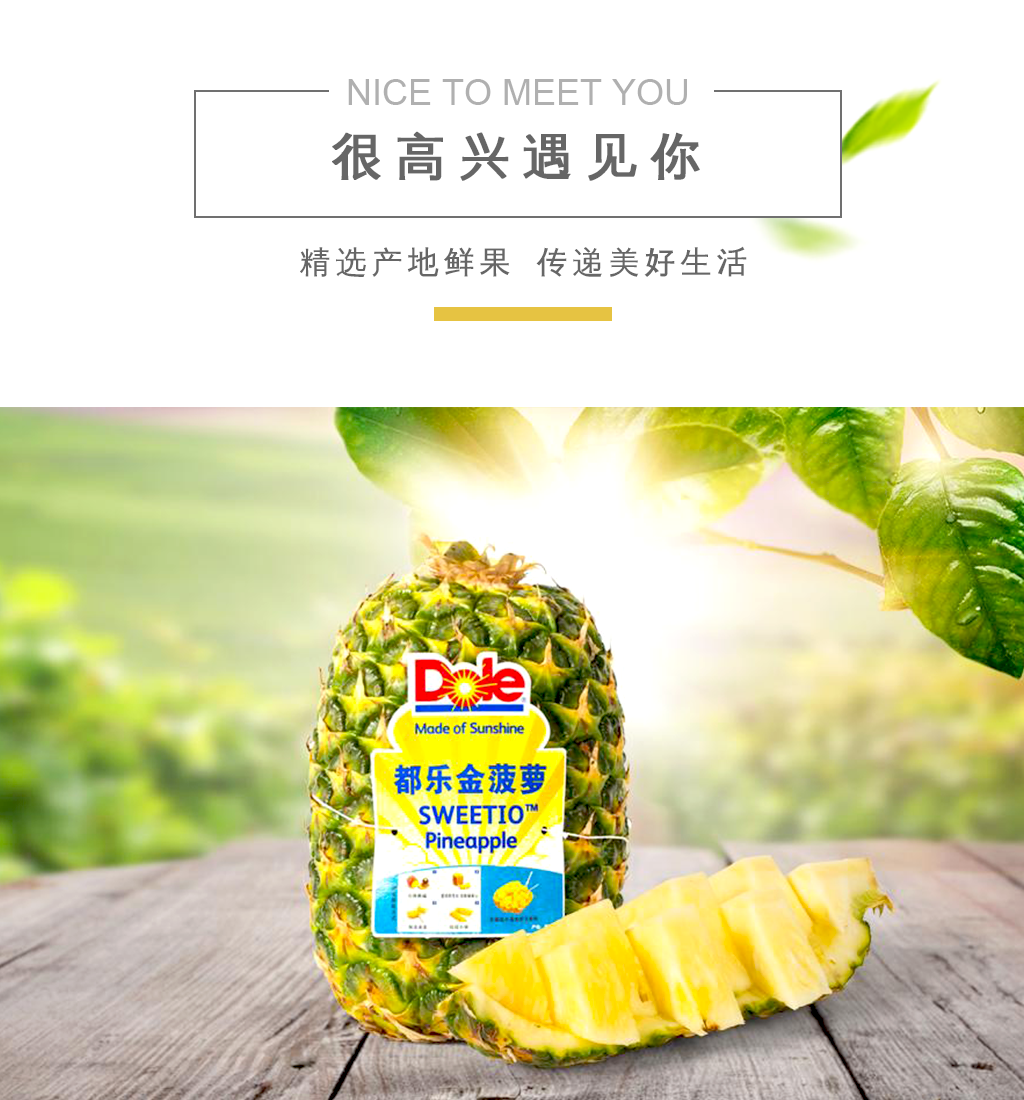 NICE TO MEET YOU
很高兴遇见你
精选产地鲜果 传递美好生活
Dole
Made of Sunshine
都乐金菠萝
SWEETIO™
Pineapple